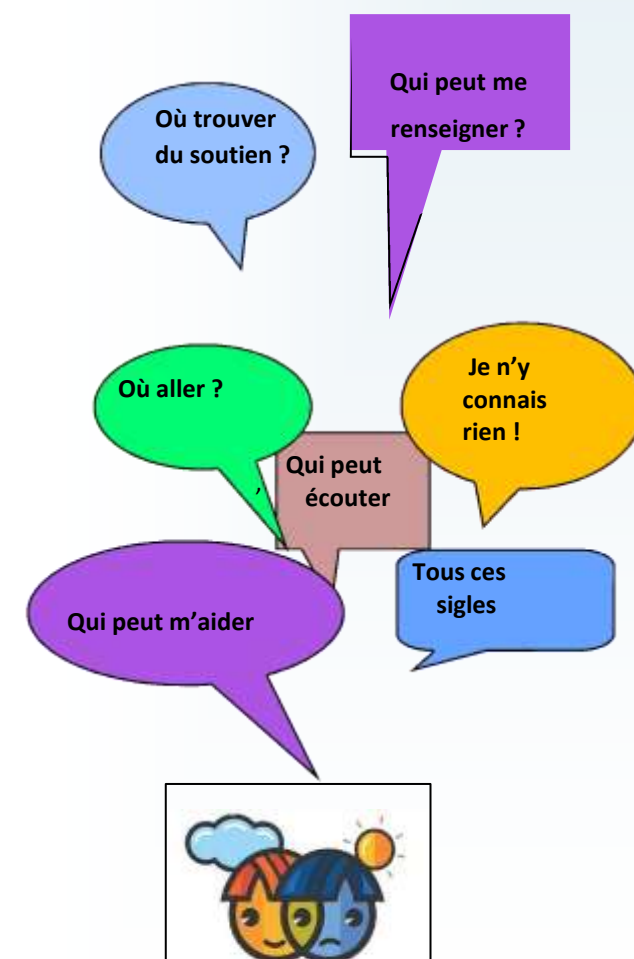 Qui peut me
renseigner ?
Où trouver
du soutien ?
Où aller ?
Je n’y
connais
rien !
Qui peut
écouter
,
Tous ces
sigles
Qui peut m’aider